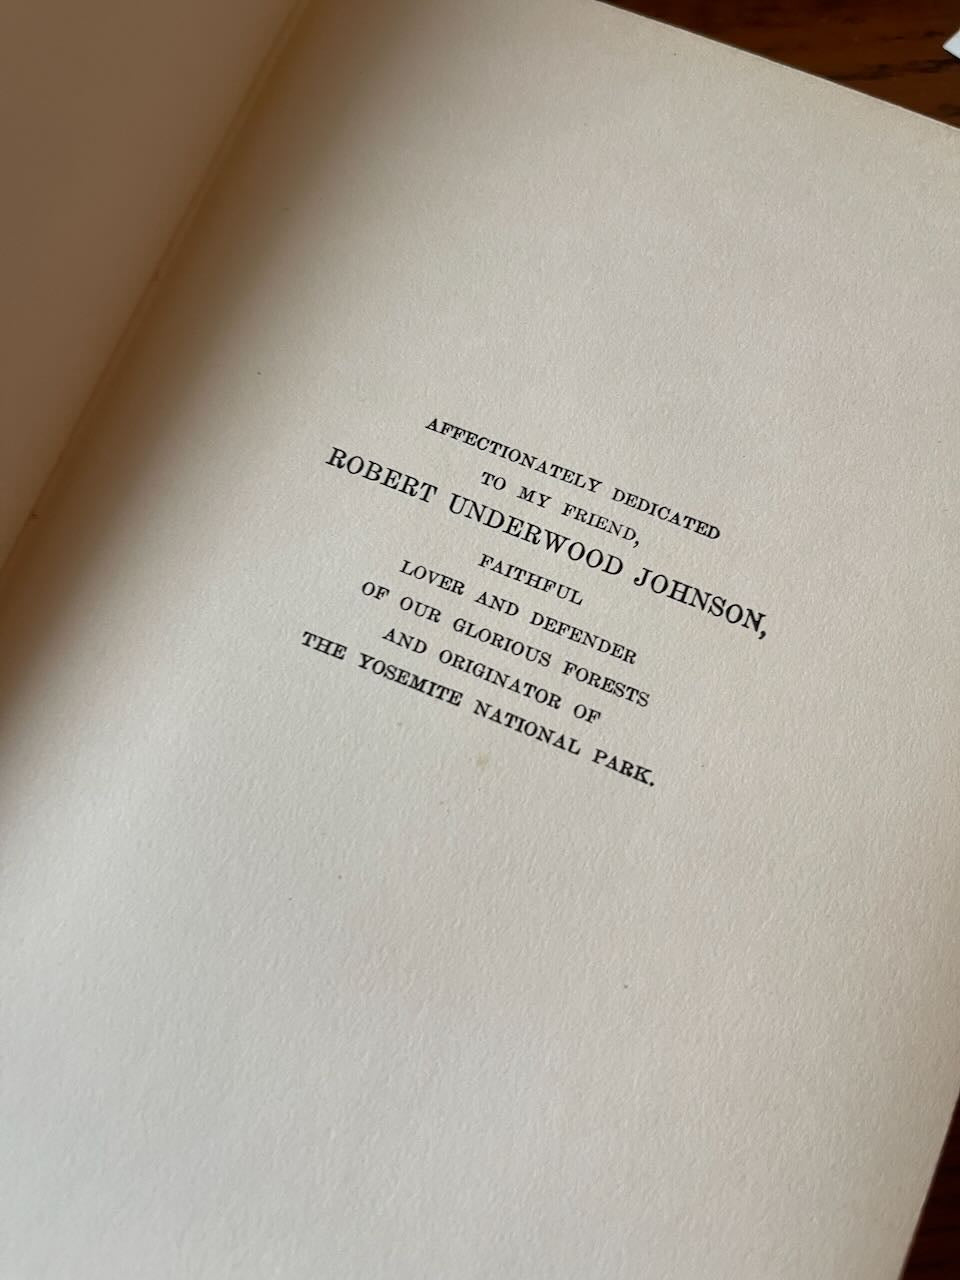 AFFECTIONATELY DEDICATED
TO MY FRIEND,
ROBERT UNDERWOOD JOHNSON,
FAITHFUL
LOVER AND DEFENDER
OF OUR GLORIOUS FORESTS
AND ORIGINATOR OF
THE YOSEMITE NATIONAL PARK.